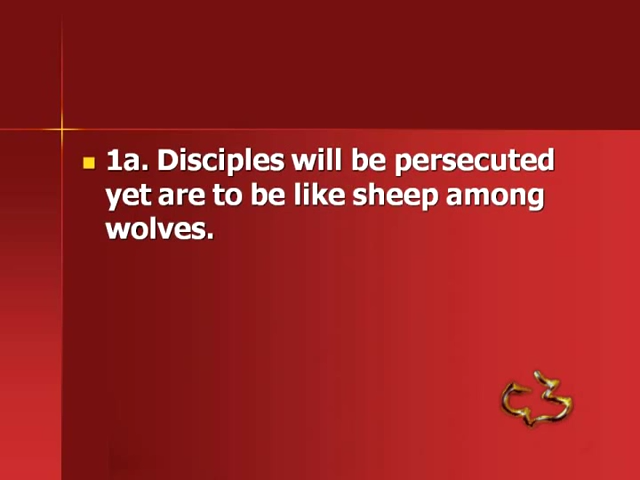 1a. Disciples will be persecuted
yet are to be like sheep among
wolves.